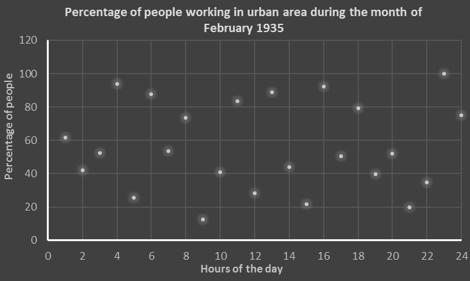 Percentage of people working in urban area during the month of
February 1935
120
100
80
60
40
20
0
Percentage of people
0 2 4 6 8 10 12 14 16 18 20 22 24
Hours of the day